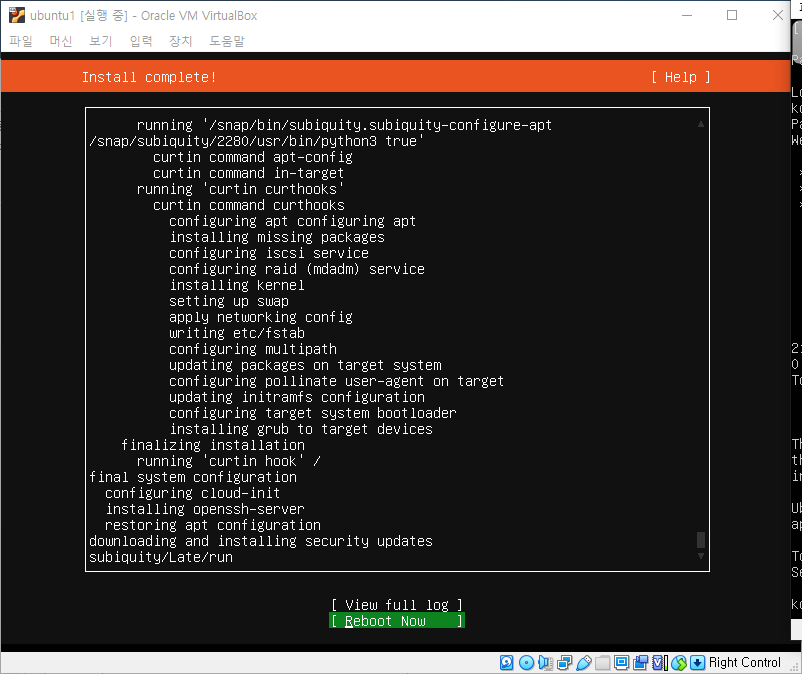 ubuntu1 [실행 중] - Oracle VM VirtualBox
파일 머신 보기 입력 장치 도움말
Install complete! [ Help ]
running '/snap/bin/subiquity.subiquity-configure-apt
/snap/subiquity/2280/usr/bin/python3 true'
curtin command apt-config
curtin command in-target
running 'curtin curthooks'
curtin command curthooks
configuring apt configuring apt
installing missing packages
configuring iscsi service
configuring raid (mdadm) service
installing kernel
setting up swap
apply networking config
writing etc/fstab
configuring multipath
updating packages on target system
configuring pollinate user-agent on target
updating initramfs configuration
configuring target system bootloader
installing grub to target devices
finalizing installation
running 'curtin hook' /
final system configuration
configuring cloud-init
installing openssh-server
restoring apt configuration
downloading and installing security updates
subiquity/Late/run
[ View full log ]
[ Reboot Now ]
Right Control